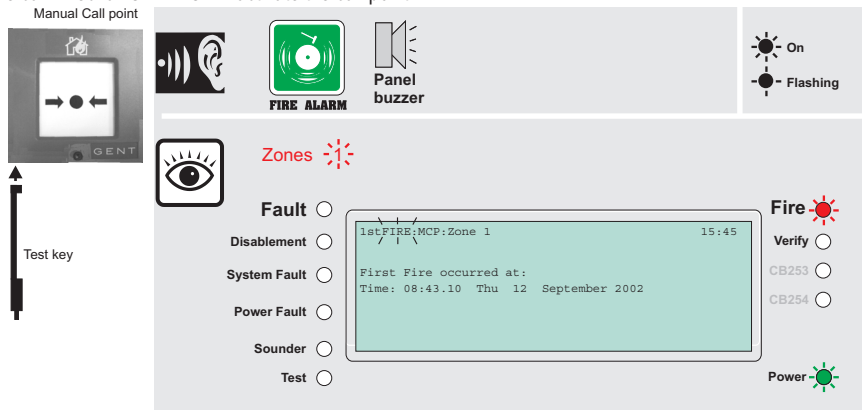 Manual Call point
GENT
Test key
FIRE ALARM
Panel
buzzer
On
Flashing
Zones 1
Fault
Disablement
System Fault
Power Fault
Sounder
Test
1stFIRE:MCP:Zone 1 15:45
First Fire occurred at:
Time: 08:43.10 Thu 12 September 2002
Fire
Verify
CB253
CB254
Power